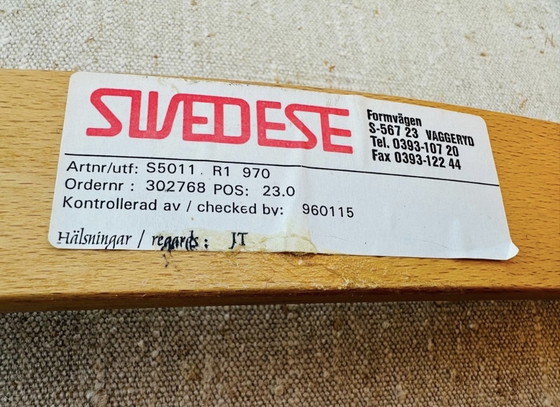 SWEDESE
Formvägen
S-567 23 VAGGERYD
Tel. 0393-107 20
Fax 0393-122 44
Artnr/utf: S5011. R1 970
Ordernr : 302768 POS: 23.0
Kontrollerad av / checked by: 960115
Hälsningar / regards: JT